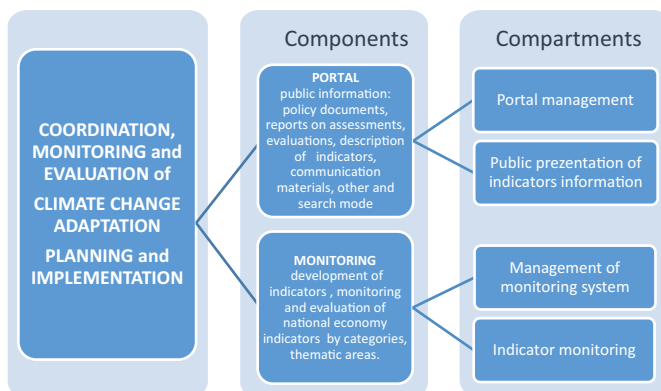 Components
Compartments
COORDINATION,
MONITORING and
EVALUATION of
CLIMATE CHANGE
ADAPTATION
PLANNING and
IMPLEMENTATION
PORTAL
public information:
policy documents,
reports on assessments,
evaluations, description
of indicators,
communication
materials, other and
search mode
MONITORING
development of
indicators , monitoring
and evaluation of
national economy
indicators by categories,
thematic areas.
Portal management
Public prezentation of
indicators information
Management of
monitoring system
Indicator monitoring